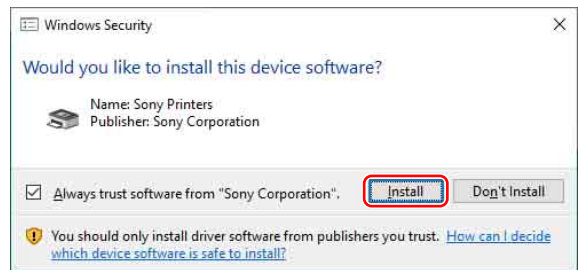 Windows Security
Would you like to install this device software?
Name: Sony Printers
Publisher: Sony Corporation
Always trust software from "Sony Corporation".
Install
Don't Install
You should only install driver software from publishers you trust. How can I decide
which device software is safe to install?